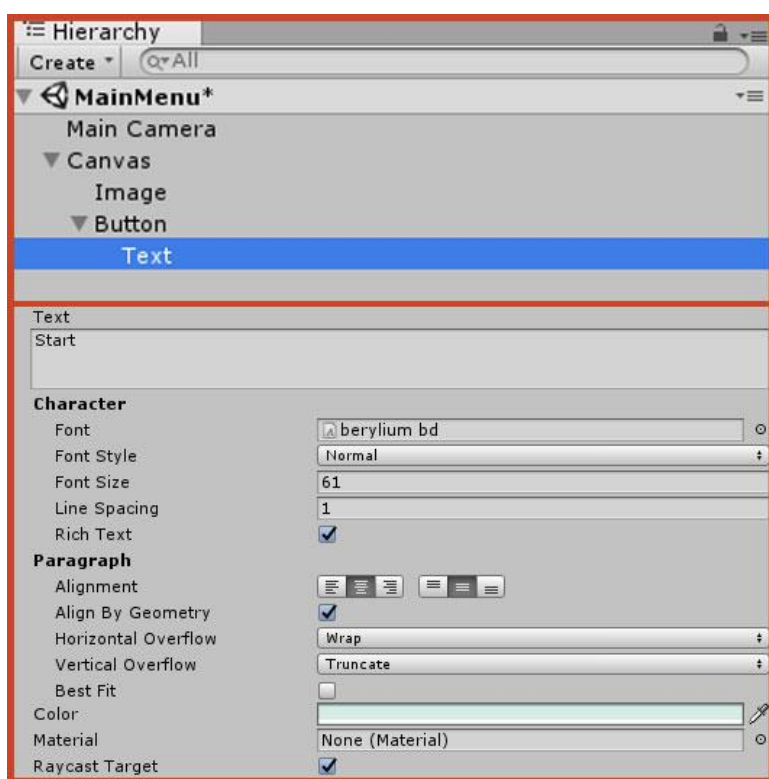 Hierarchy
Create All
MainMenu*
Main Camera
Canvas
Image
Button
Text
Text
Start
Character
Font berylium bd
Font Style Normal
Font Size 61
Line Spacing 1
Rich Text
Paragraph
Alignment
Align By Geometry
Horizontal Overflow Wrap
Vertical Overflow Truncate
Best Fit
Color
Material None (Material)
Raycast Target